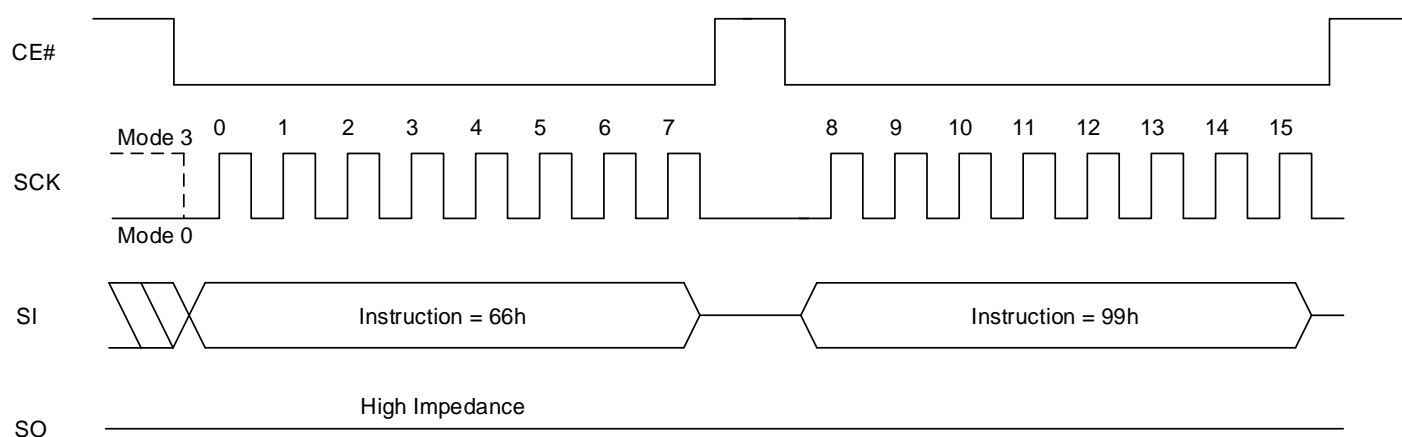 CE#
Mode 3
0 1 2 3 4 5 6 7 8 9 10 11 12 13 14 15
SCK
Mode 0
SI
Instruction = 66h
Instruction = 99h
High Impedance
SO